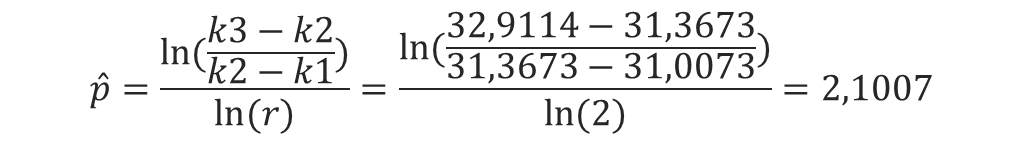 p̂ = ln((k3 − k2)/(k2 − k1))/ln(r) = ln((32,9114 − 31,3673)/(31,3673 − 31,0073))/ln(2) = 2,1007